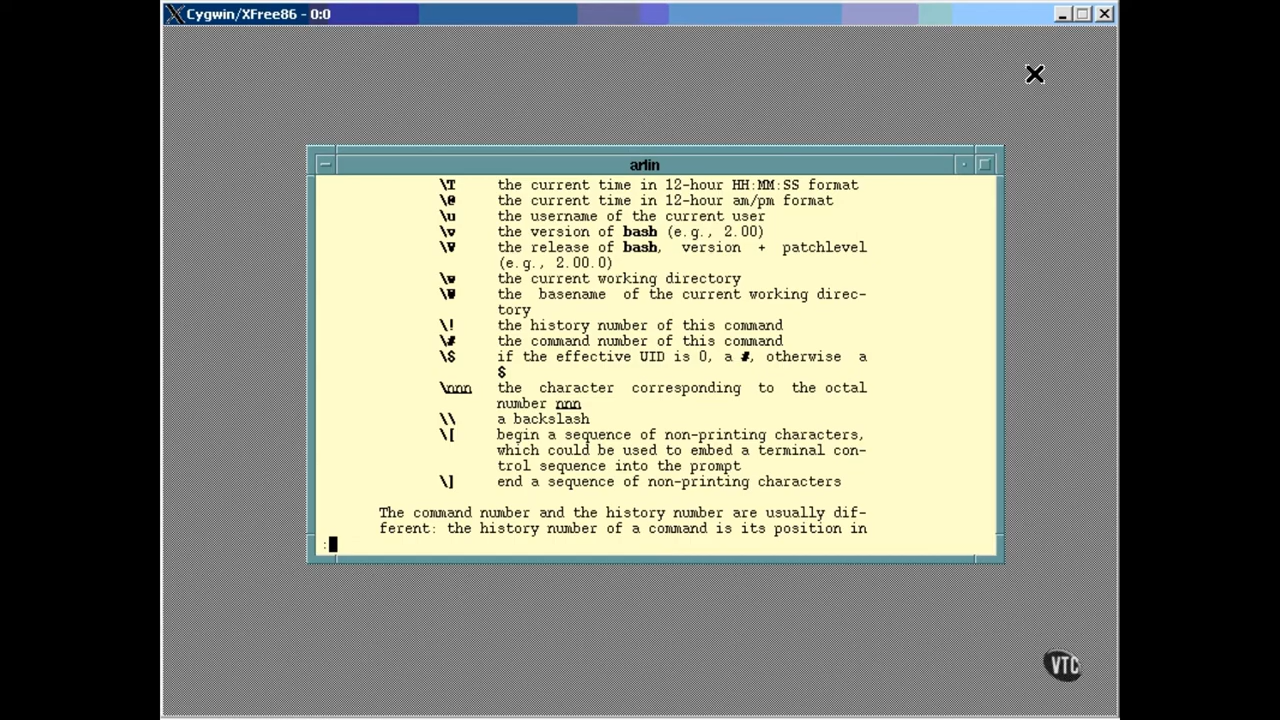 Cygwin/XFree86 - 0:0
arlin
\T the current time in 12-hour HH:MM:SS format
\@ the current time in 12-hour am/pm format
\u the username of the current user
\v the version of bash (e.g., 2.00)
\V the release of bash, version + patchlevel
(e.g., 2.00.0)
\w the current working directory
\W the basename of the current working direc-
tory
\! the history number of this command
\# the command number of this command
\$ if the effective UID is 0, a #, otherwise a
$
\nnn the character corresponding to the octal
number nnn
\\ a backslash
\[ begin a sequence of non-printing characters,
which could be used to embed a terminal con-
trol sequence into the prompt
\] end a sequence of non-printing characters
The command number and the history number are usually dif-
ferent: the history number of a command is its position in
:
VTC